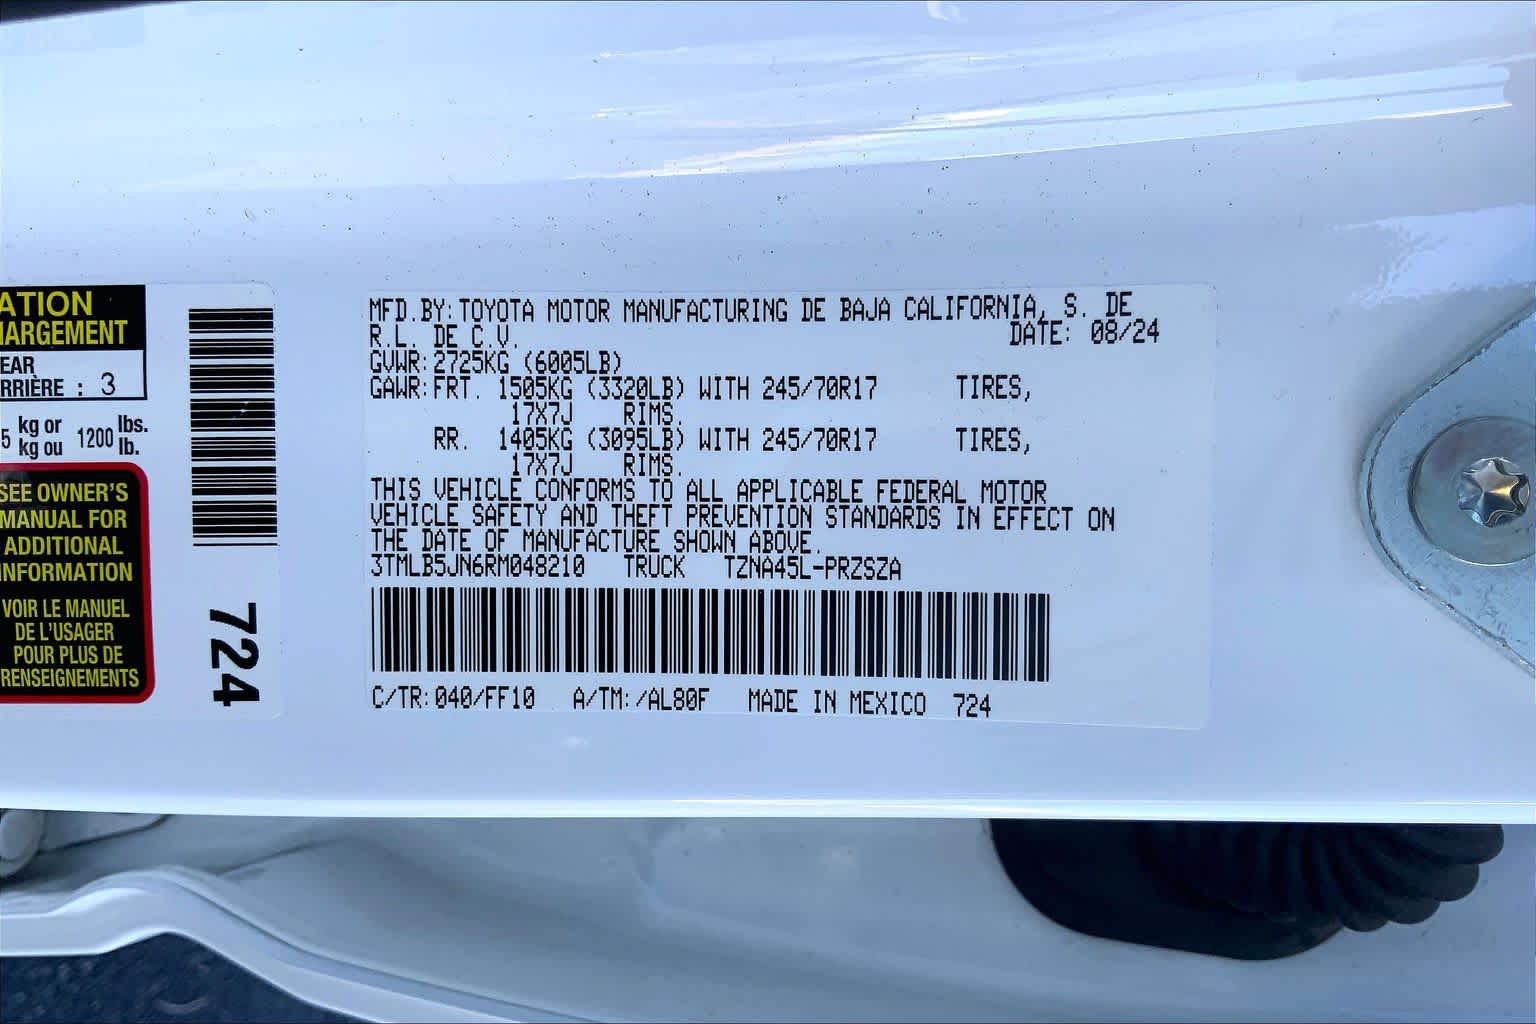 ATION
HARGEMENT
EAR
RRIÈRE : 3
5 kg or 1200 lbs.
kg ou lb.
SEE OWNER'S
MANUAL FOR
ADDITIONAL
INFORMATION
VOIR LE MANUEL
DE L'USAGER
POUR PLUS DE
RENSEIGNEMENTS
724
MFD.BY:TOYOTA MOTOR MANUFACTURING DE BAJA CALIFORNIA, S. DE
R.L. DE C.V. DATE: 08/24
GVWR:2725KG (6005LB)
GAWR:FRT. 1505KG (3320LB) WITH 245/70R17 TIRES,
17X7J RIMS.
RR. 1405KG (3095LB) WITH 245/70R17 TIRES,
17X7J RIMS.
THIS VEHICLE CONFORMS TO ALL APPLICABLE FEDERAL MOTOR
VEHICLE SAFETY AND THEFT PREVENTION STANDARDS IN EFFECT ON
THE DATE OF MANUFACTURE SHOWN ABOVE.
3TMLB5JN6RM048210 TRUCK TZNA45L-PRZSZA
C/TR:040/FF10 A/TM:/AL80F MADE IN MEXICO 724